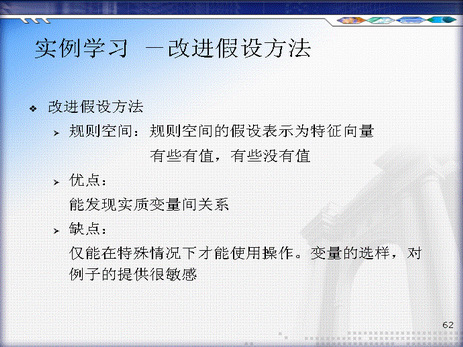 实例学习 －改进假设方法
改进假设方法
规则空间：规则空间的假设表示为特征向量
有些有值，有些没有值
优点：
能发现实质变量间关系
缺点：
仅能在特殊情况下才能使用操作。变量的选样，对
例子的提供很敏感
62